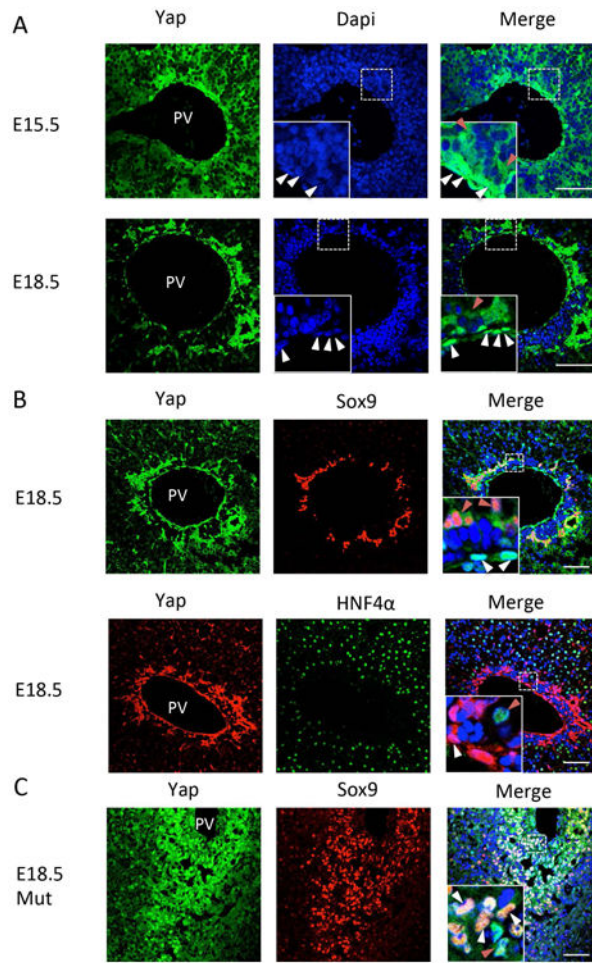 A
Yap Dapi Merge
E15.5
PV
E18.5
PV
B
Yap Sox9 Merge
E18.5
PV
Yap HNF4α Merge
E18.5
PV
C
Yap Sox9 Merge
PV
E18.5
Mut